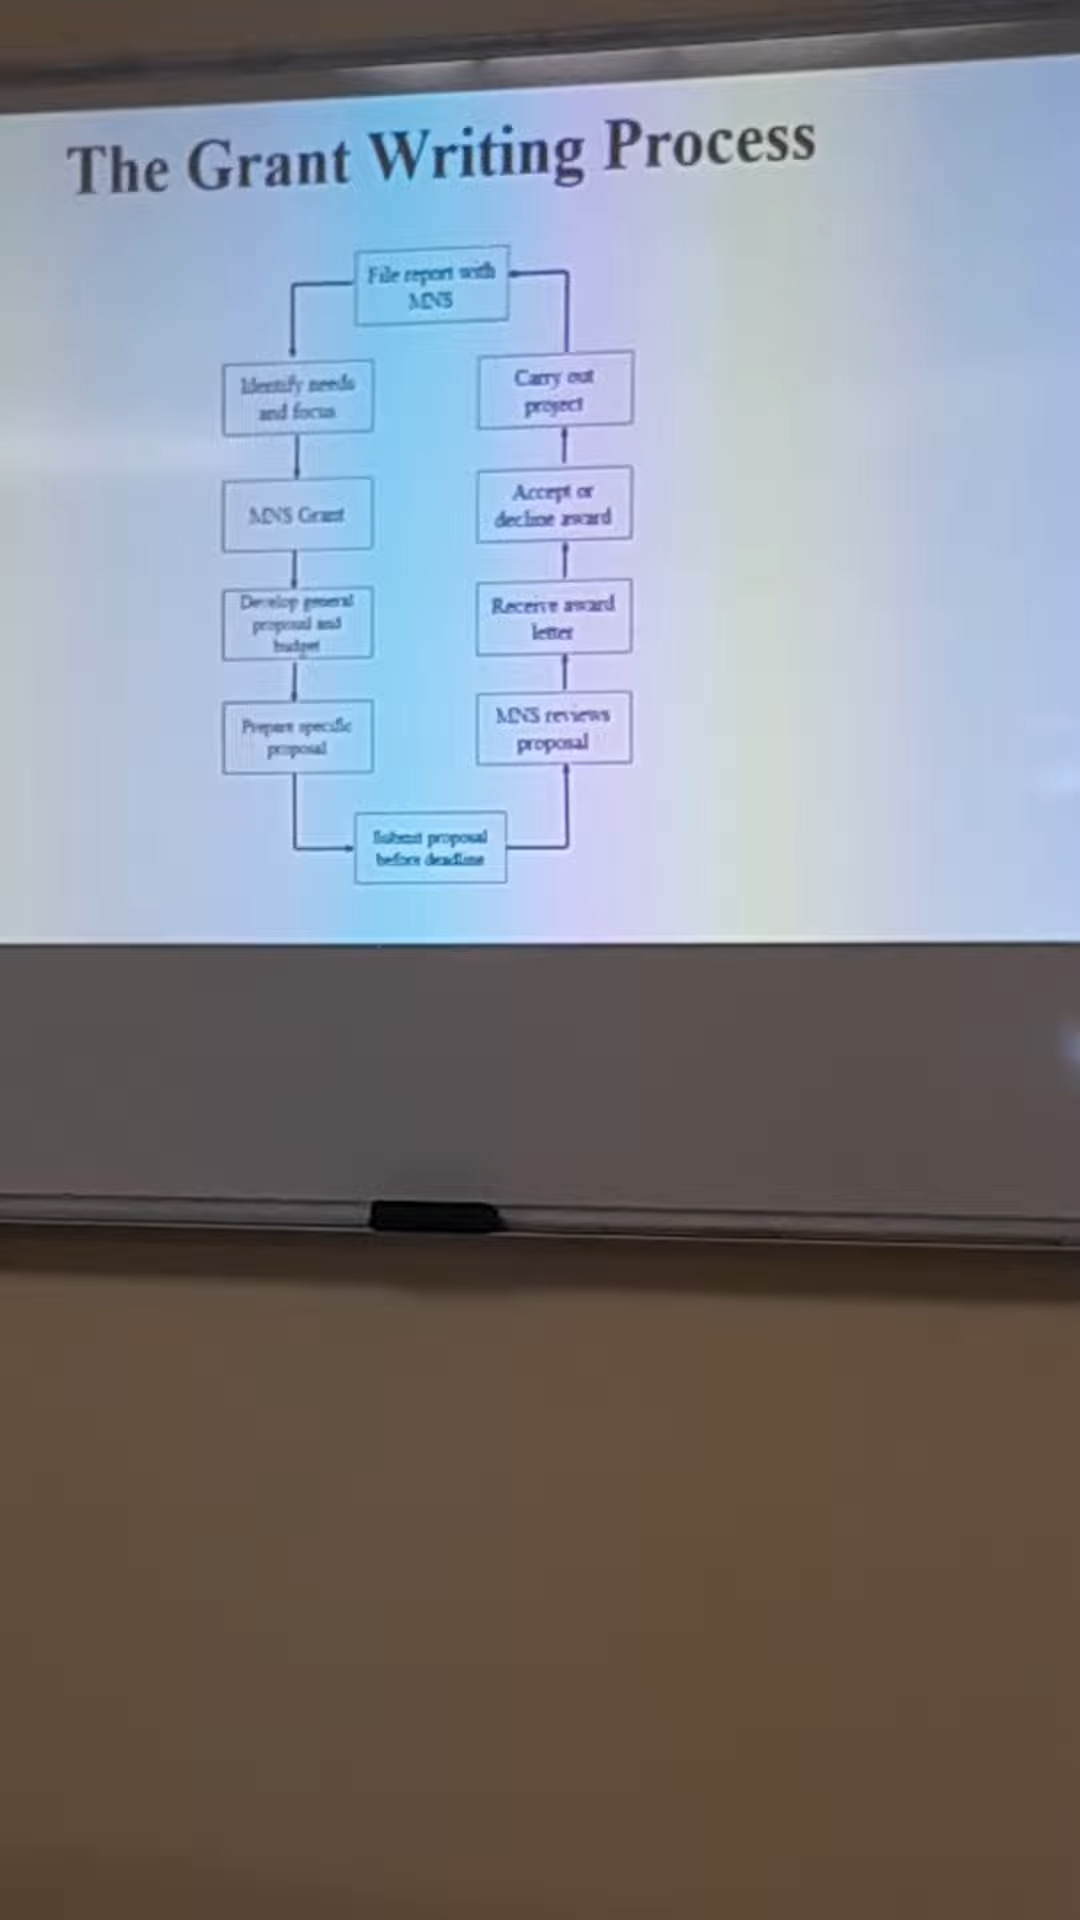 The Grant Writing Process
File report with
MNS
Identify needs
and focus
MNS Grant
Develop general
proposal and
budget
Prepare specific
proposal
Submit proposal
before deadline
MNS reviews
proposal
Receive award
letter
Accept or
decline award
Carry out
project